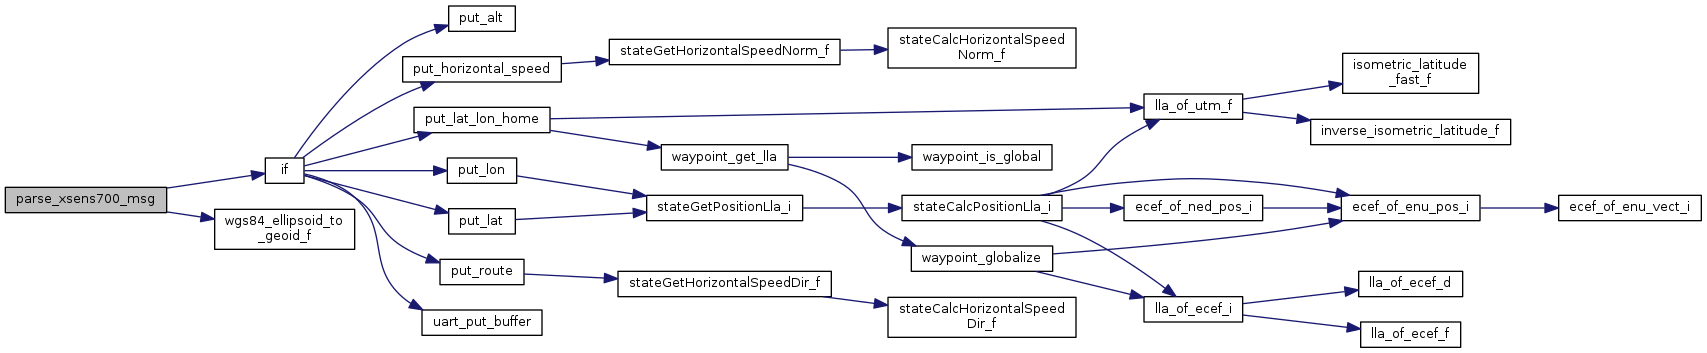 parse_xsens700_msg
if
wgs84_ellipsoid_to
_geoid_f
put_alt
put_horizontal_speed
put_lat_lon_home
put_lon
put_lat
put_route
uart_put_buffer
stateGetHorizontalSpeedNorm_f
waypoint_get_lla
stateGetPositionLla_i
stateGetHorizontalSpeedDir_f
stateCalcHorizontalSpeed
Norm_f
waypoint_is_global
stateCalcPositionLla_i
waypoint_globalize
stateCalcHorizontalSpeed
Dir_f
lla_of_utm_f
ecef_of_ned_pos_i
lla_of_ecef_i
isometric_latitude
_fast_f
inverse_isometric_latitude_f
ecef_of_enu_pos_i
lla_of_ecef_d
lla_of_ecef_f
ecef_of_enu_vect_i